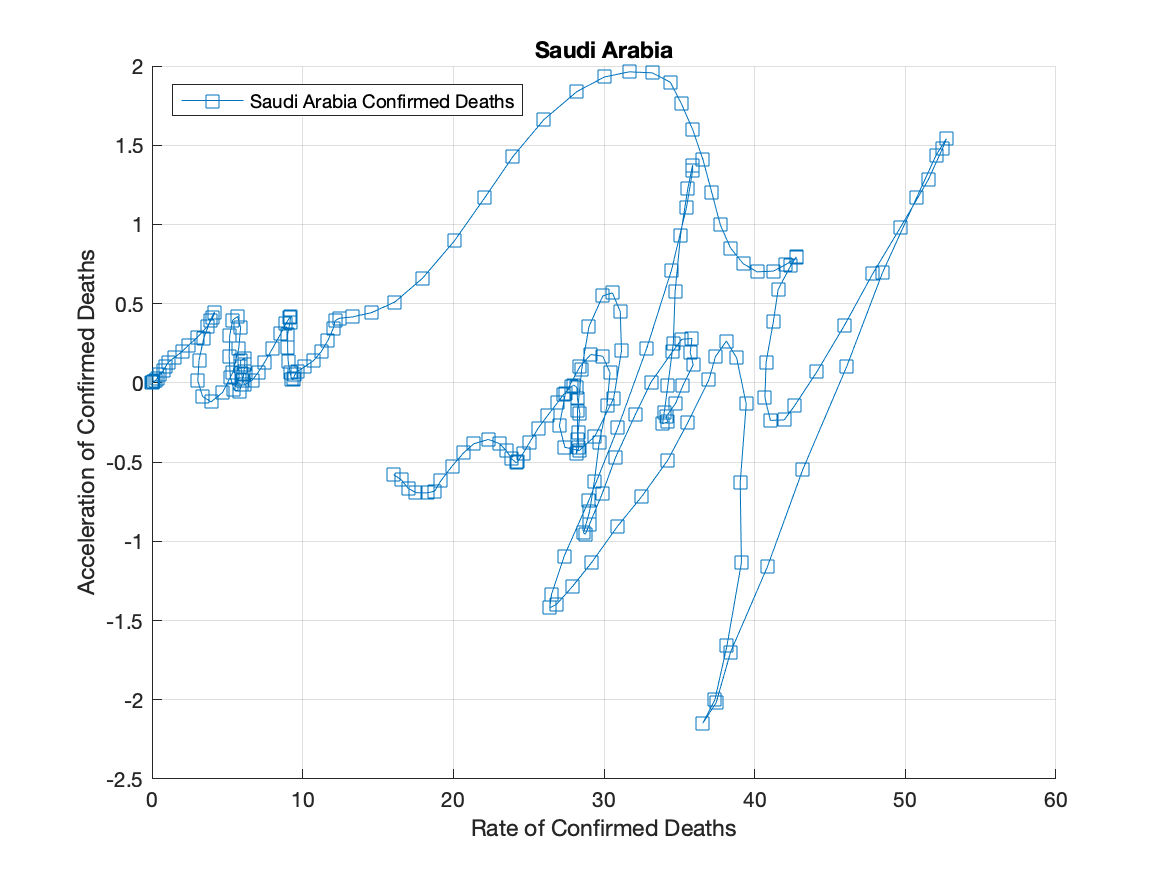 Saudi Arabia
Saudi Arabia Confirmed Deaths
2
1.5
1
0.5
0
-0.5
-1
-1.5
-2
-2.5
Acceleration of Confirmed Deaths
0 10 20 30 40 50 60
Rate of Confirmed Deaths